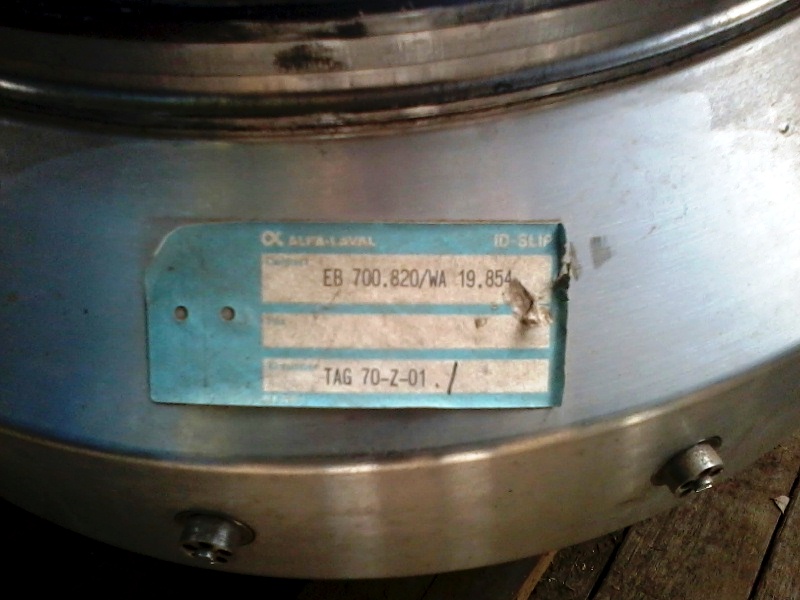 ALFA-LAVAL ID-SLIP
EB 700.820/WA 19.854
TAG 70-Z-01./